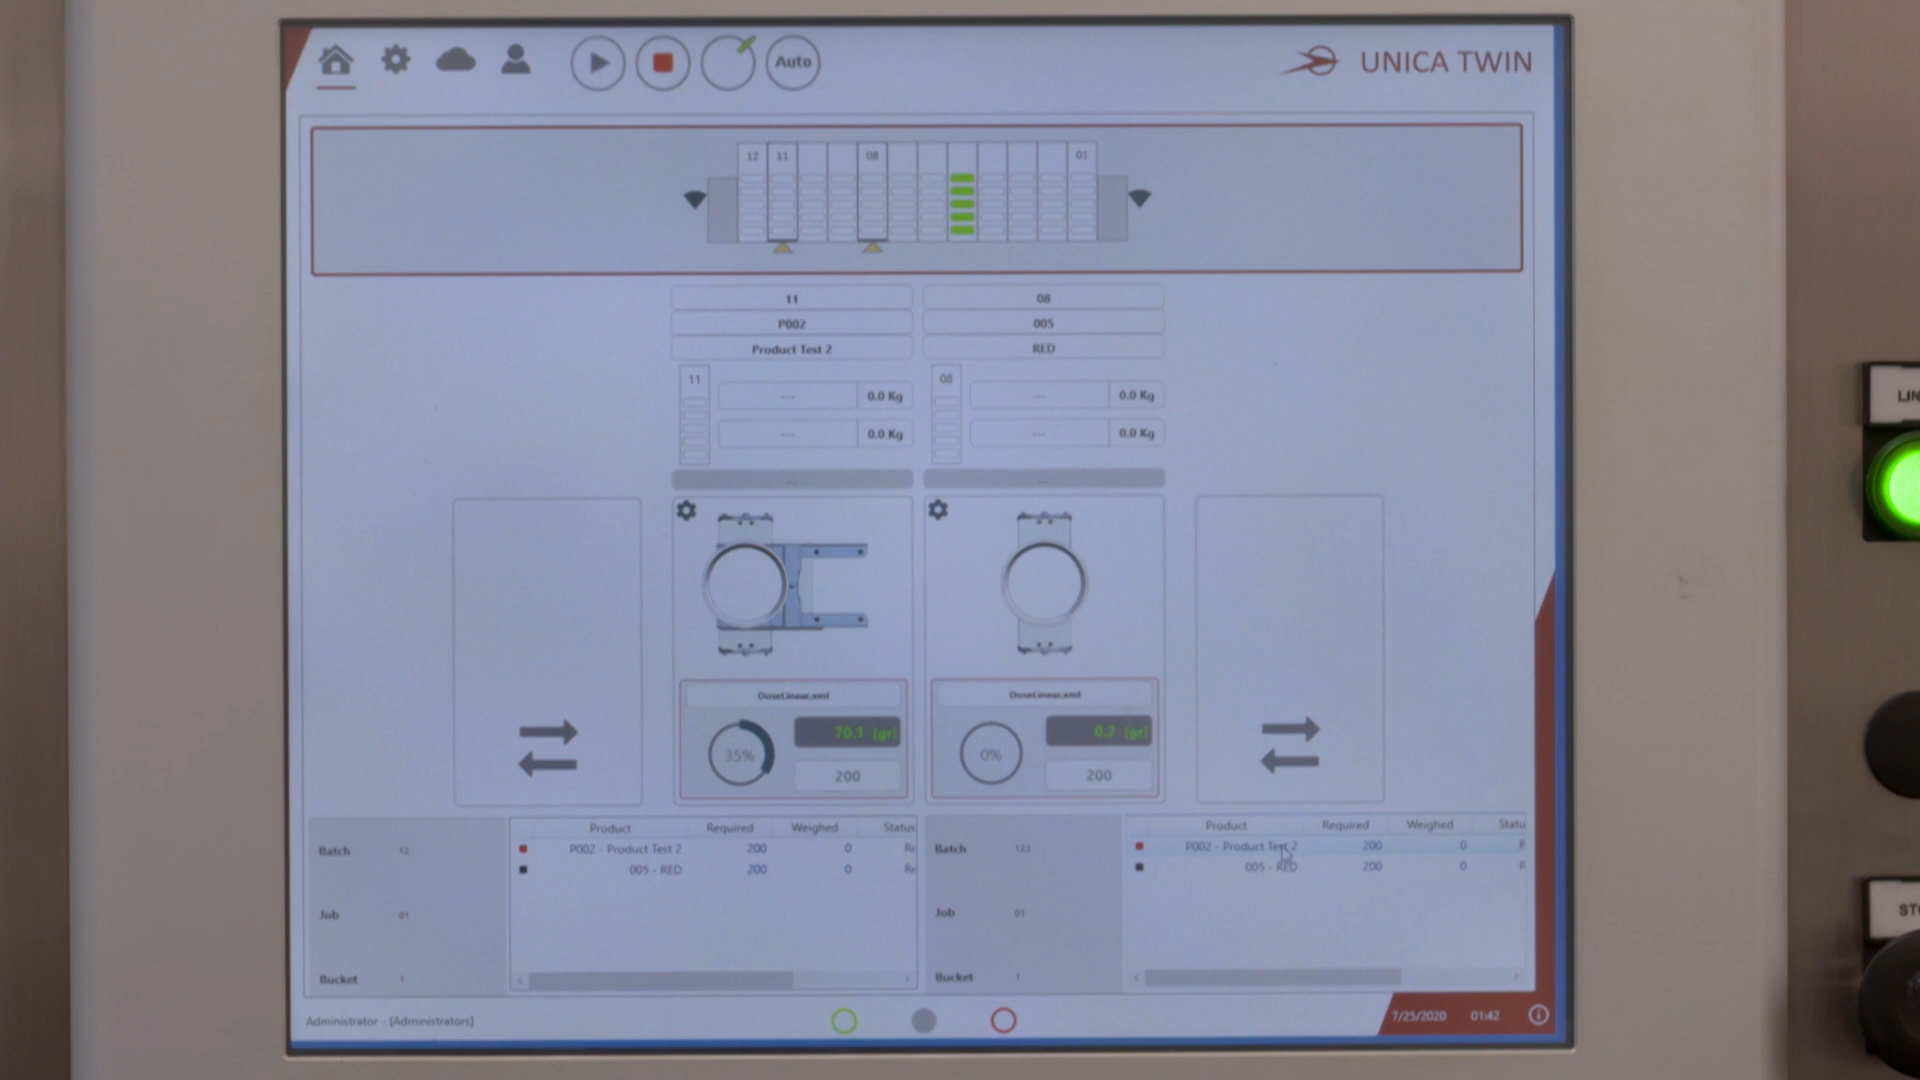 Auto
UNICA TWIN
12 11 08 01
11
P002
Product Test 2
08
005
RED
11
--- 0.0 Kg
--- 0.0 Kg
08
--- 0.0 Kg
--- 0.0 Kg
DoseLinear.xml
35%
70.1 [gr]
200
DoseLinear.xml
0%
0.2 [gr]
200
Batch 12
Job 01
Bucket 1
Product Required Weighed Status
P002 - Product Test 2 200 0 Re
005 - RED 200 0 Re
Batch 123
Job 01
Bucket 1
Product Required Weighed Statu
P002 - Product Test 2 200 0 R
005 - RED 200 0 R
Administrator - [Administrators]
7/25/2020 01:42
LIN
STO